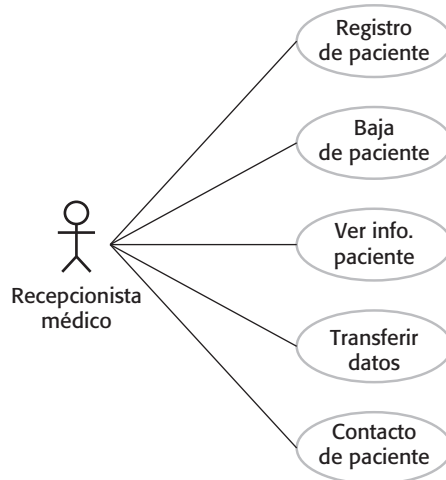 Registro
de paciente
Baja
de paciente
Ver info.
paciente
Recepcionista
médico
Transferir
datos
Contacto
de paciente